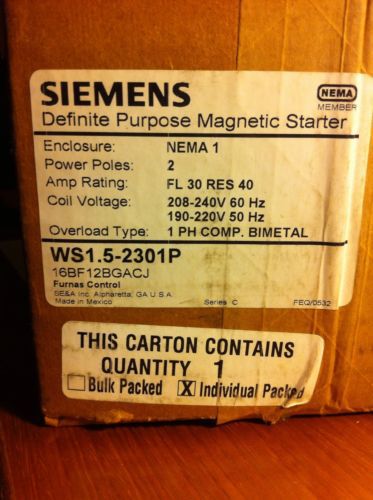 SIEMENS
NEMA
MEMBER
Definite Purpose Magnetic Starter
Enclosure: NEMA 1
Power Poles: 2
Amp Rating: FL 30 RES 40
Coil Voltage: 208-240V 60 Hz
190-220V 50 Hz
Overload Type: 1 PH COMP. BIMETAL
WS1.5-2301P
16BF12BGACJ
Furnas Control
SE&A Inc. Alpharetta, GA U.S.A.
Made in Mexico Series C FEQ/0532
THIS CARTON CONTAINS
QUANTITY 1
Bulk Packed X Individual Packed